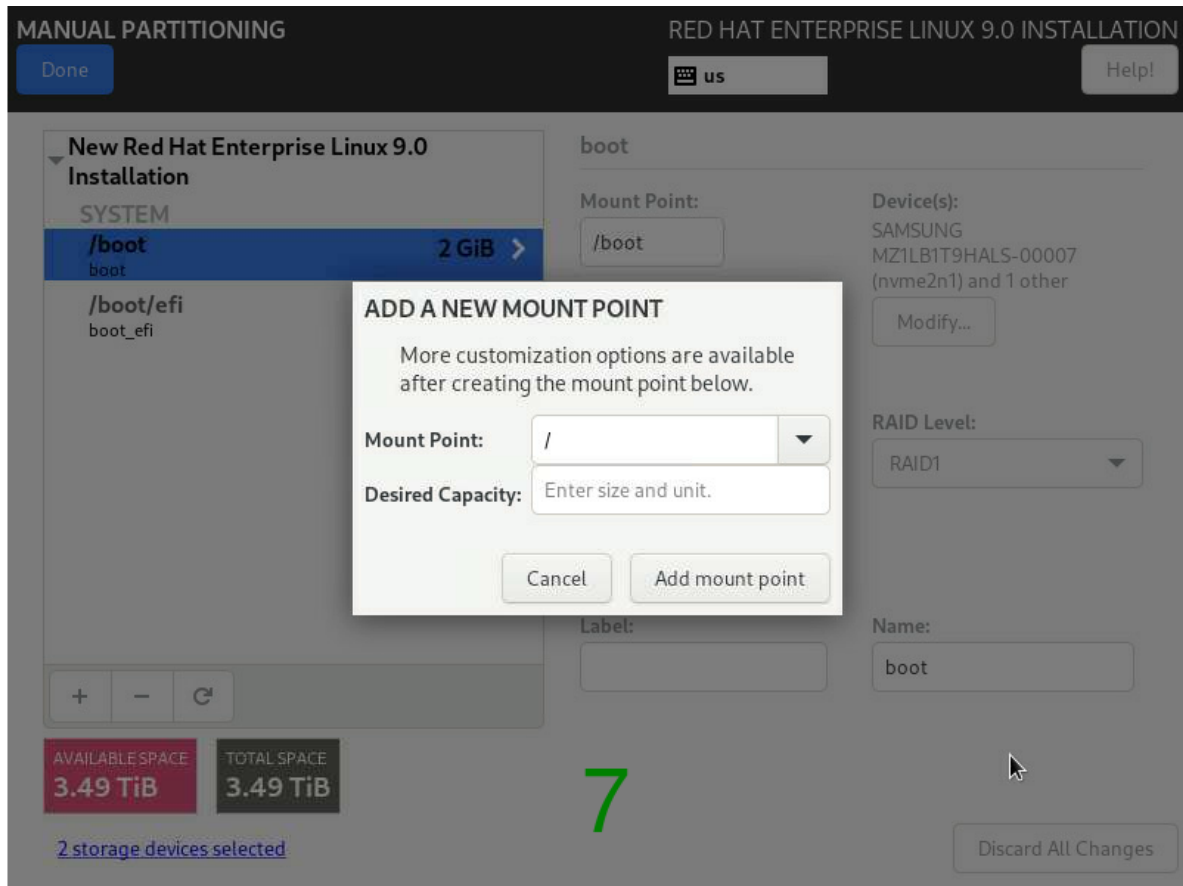 MANUAL PARTITIONING
RED HAT ENTERPRISE LINUX 9.0 INSTALLATION
Done
us
Help!
New Red Hat Enterprise Linux 9.0
Installation
SYSTEM
/boot
2 GiB
boot
/boot/efi
boot_efi
boot
Mount Point:
/boot
Device(s):
SAMSUNG
MZ1LB1T9HALS-00007
(nvme2n1) and 1 other
Modify...
RAID Level:
RAID1
ADD A NEW MOUNT POINT
More customization options are available
after creating the mount point below.
Mount Point:
/
Desired Capacity:
Enter size and unit.
Cancel
Add mount point
Label:
Name:
boot
+ −
AVAILABLE SPACE
3.49 TiB
TOTAL SPACE
3.49 TiB
7
2 storage devices selected
Discard All Changes